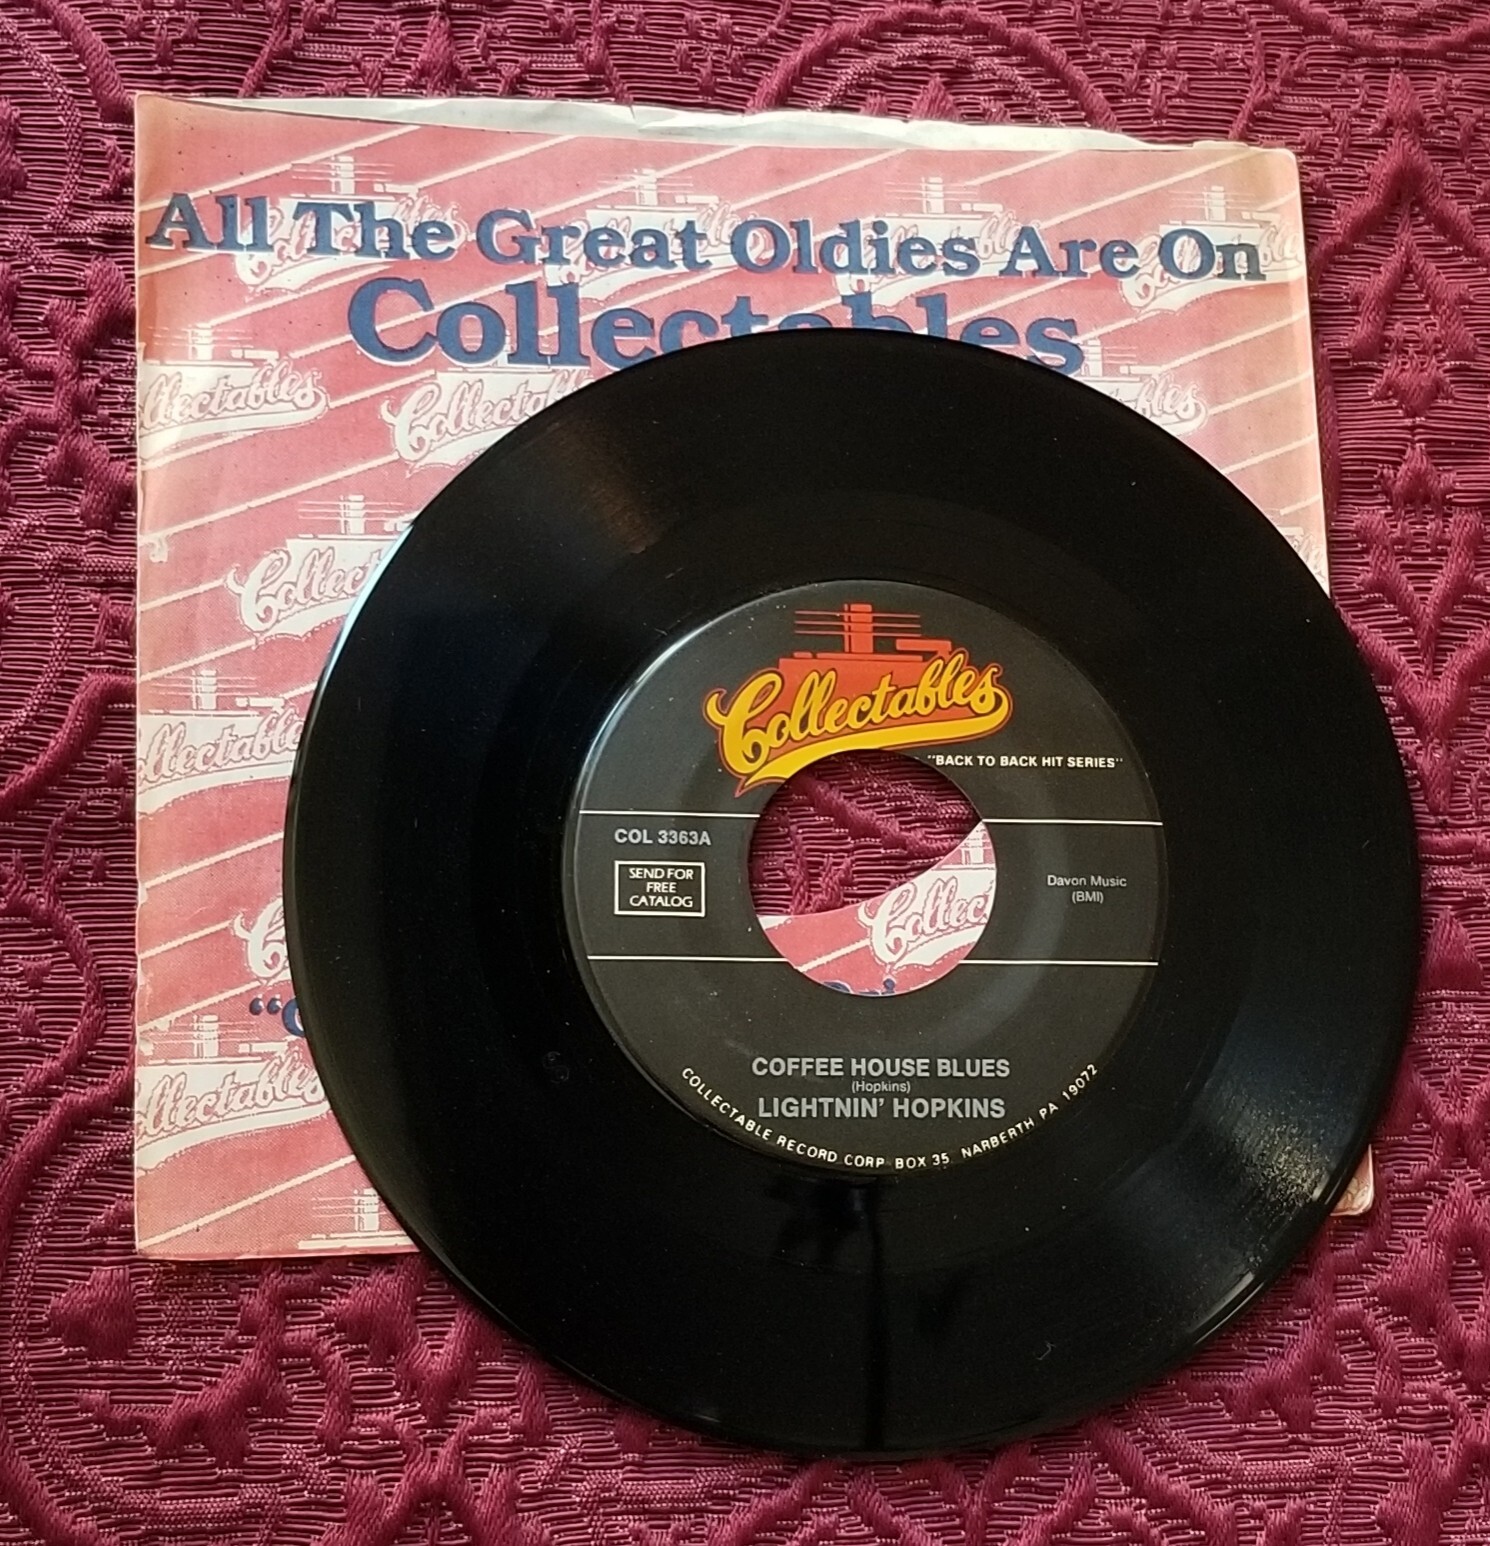 All The Great Oldies Are On
Collectables
Collectables
"BACK TO BACK HIT SERIES"
COL 3363A
SEND FOR
FREE
CATALOG
Davon Music
(BMI)
COFFEE HOUSE BLUES
(Hopkins)
LIGHTNIN' HOPKINS
COLLECTABLE RECORD CORP BOX 35 NARBERTH PA 19072